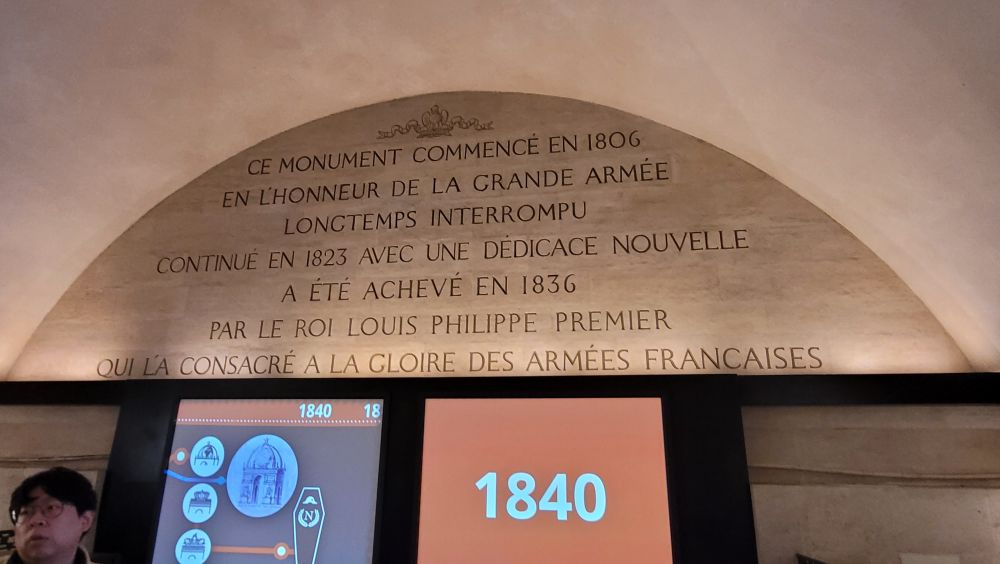 CE MONUMENT COMMENCÉ EN 1806
EN L'HONNEUR DE LA GRANDE ARMÉE
LONGTEMPS INTERROMPU
CONTINUÉ EN 1823 AVEC UNE DÉDICACE NOUVELLE
A ÉTÉ ACHEVÉ EN 1836
PAR LE ROI LOUIS PHILIPPE PREMIER
QUI L'A CONSACRÉ A LA GLOIRE DES ARMÉES FRANCAISES
1840 18
1840
N